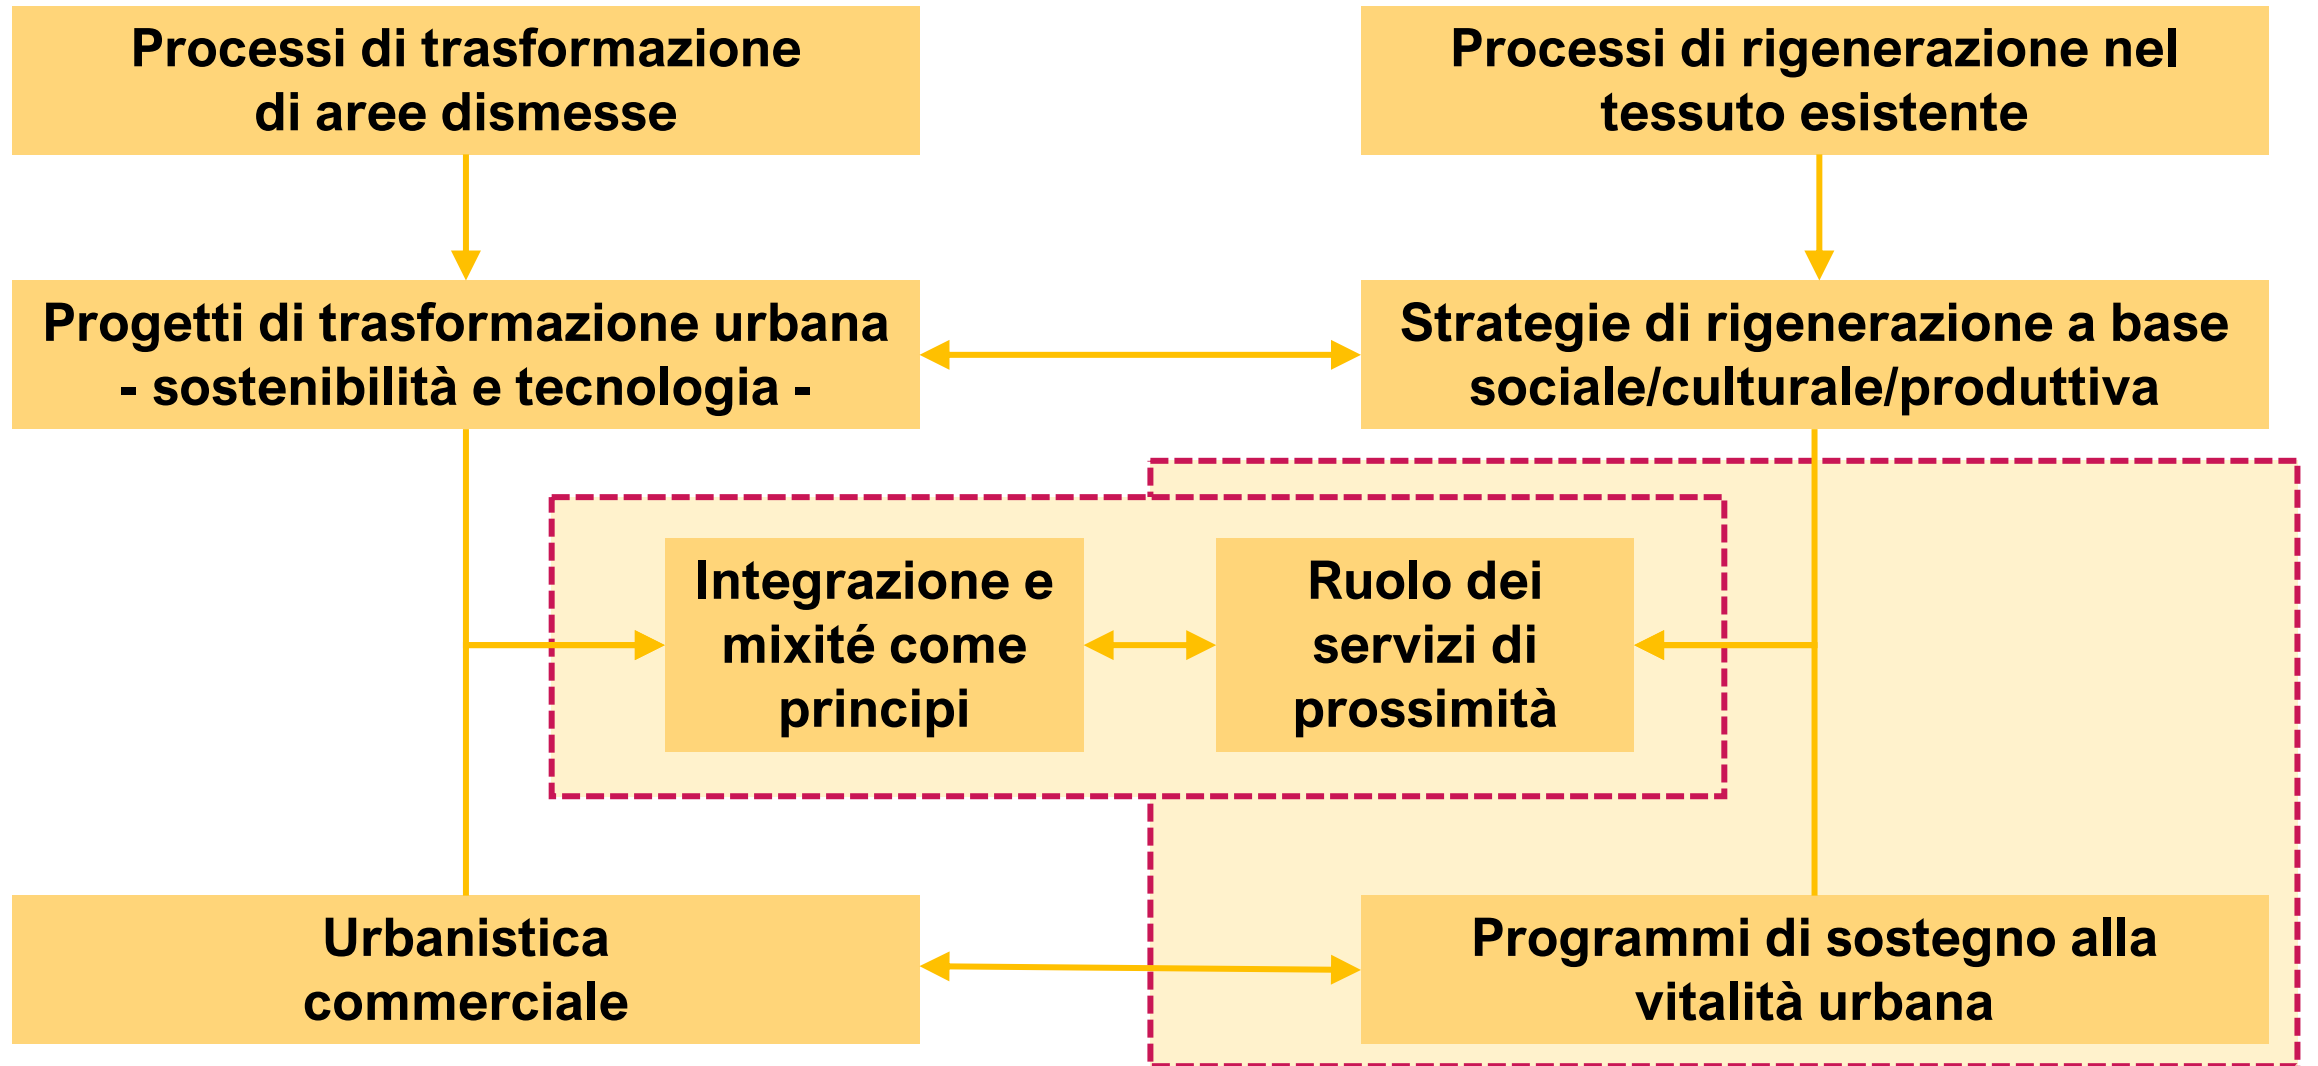 Processi di trasformazione
di aree dismesse
Processi di rigenerazione nel
tessuto esistente
Progetti di trasformazione urbana
- sostenibilità e tecnologia -
Strategie di rigenerazione a base
sociale/culturale/produttiva
Integrazione e
mixité come
principi
Ruolo dei
servizi di
prossimità
Urbanistica
commerciale
Programmi di sostegno alla
vitalità urbana